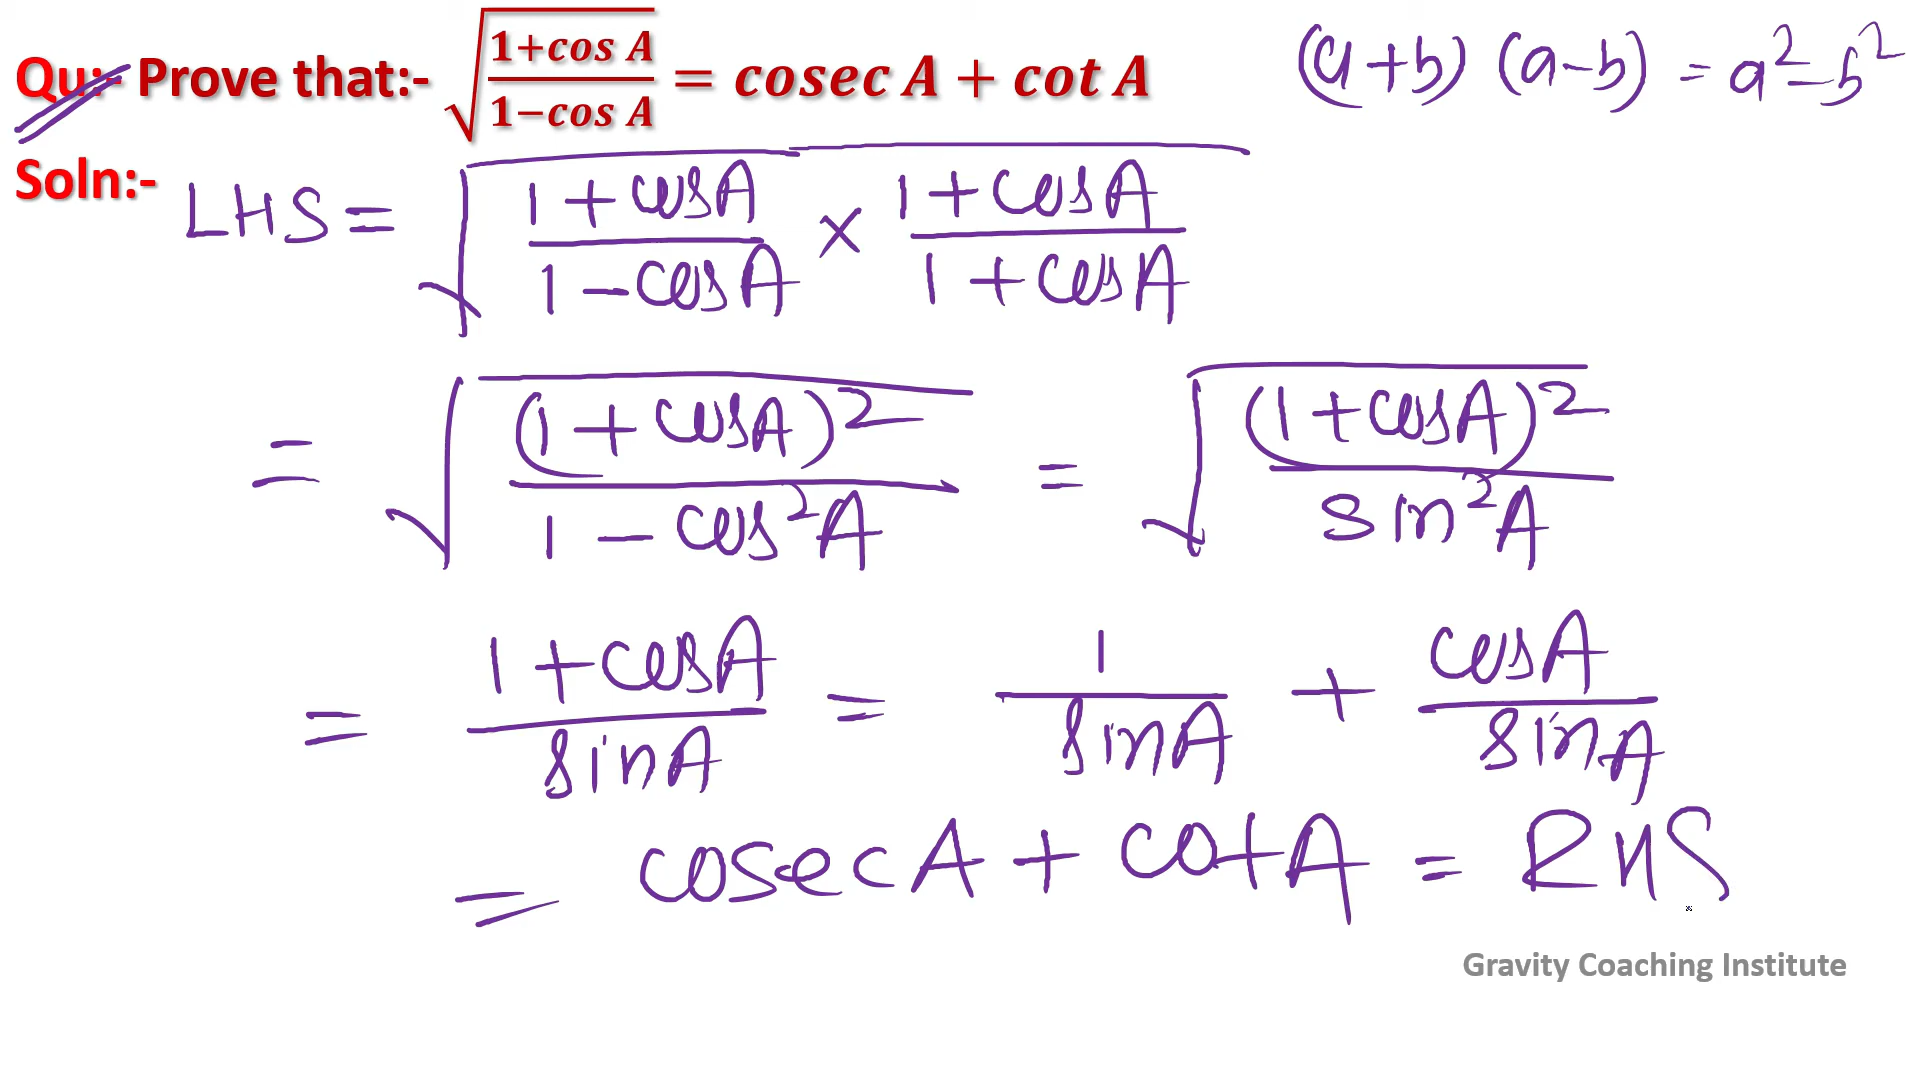 Qu:- Prove that:- √((1+cos A)/(1−cos A)) = cosec A + cot A
(a+b) (a-b) = a²-b²
Soln:- LHS = √((1+cosA)/(1-cosA) × (1+cosA)/(1+cosA))
= √((1+cosA)²/(1-cos²A)) = √((1+cosA)²/(sin²A))
= (1+cosA)/(sinA) = 1/(sinA) + cosA/(sinA)
= cosecA + cotA = RHS
Gravity Coaching Institute